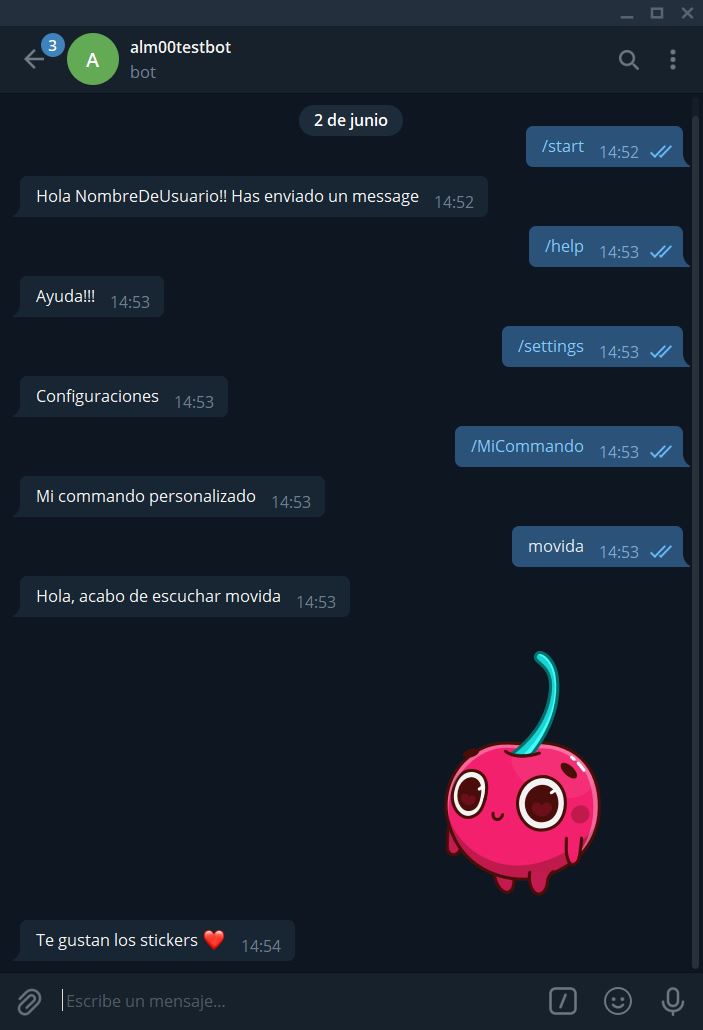 3
A
alm00testbot
bot
2 de junio
/start 14:52
Hola NombreDeUsuario!! Has enviado un message 14:52
/help 14:53
Ayuda!!! 14:53
/settings 14:53
Configuraciones 14:53
/MiCommando 14:53
Mi commando personalizado 14:53
movida 14:53
Hola, acabo de escuchar movida 14:53
Te gustan los stickers ❤️ 14:54
Escribe un mensaje...